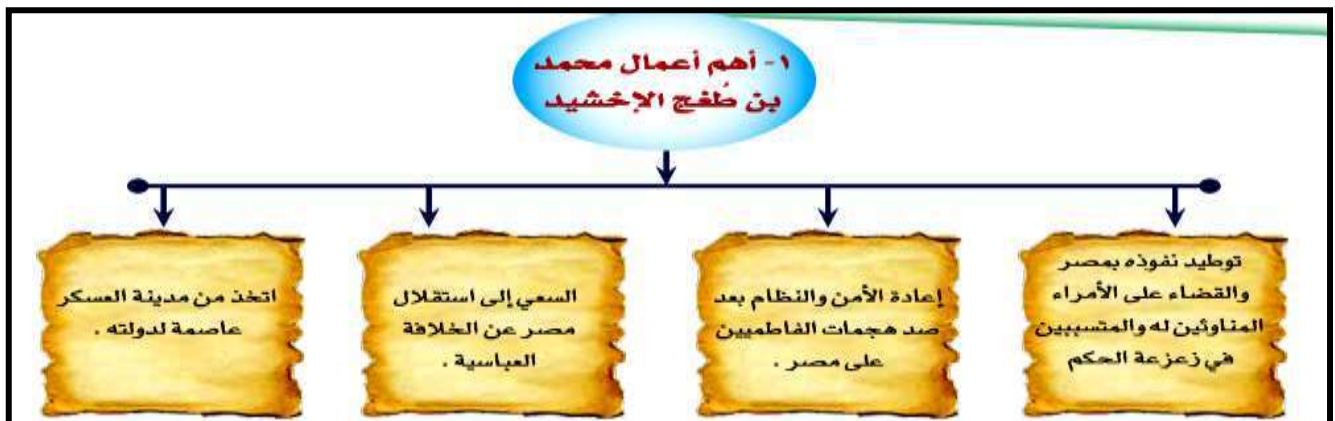 ١- أهم أعمال محمد
بن طُغج الإخشيد
توطيد نفوذه بمصر
والقضاء على الأمراء
المناوئين له والمتسببين
في زعزعة الحكم
إعادة الأمن والنظام بعد
صد هجمات الفاطميين
على مصر .
السعي إلى استقلال
مصر عن الخلافة
العباسية .
اتخذ من مدينة العسكر
عاصمة لدولته .